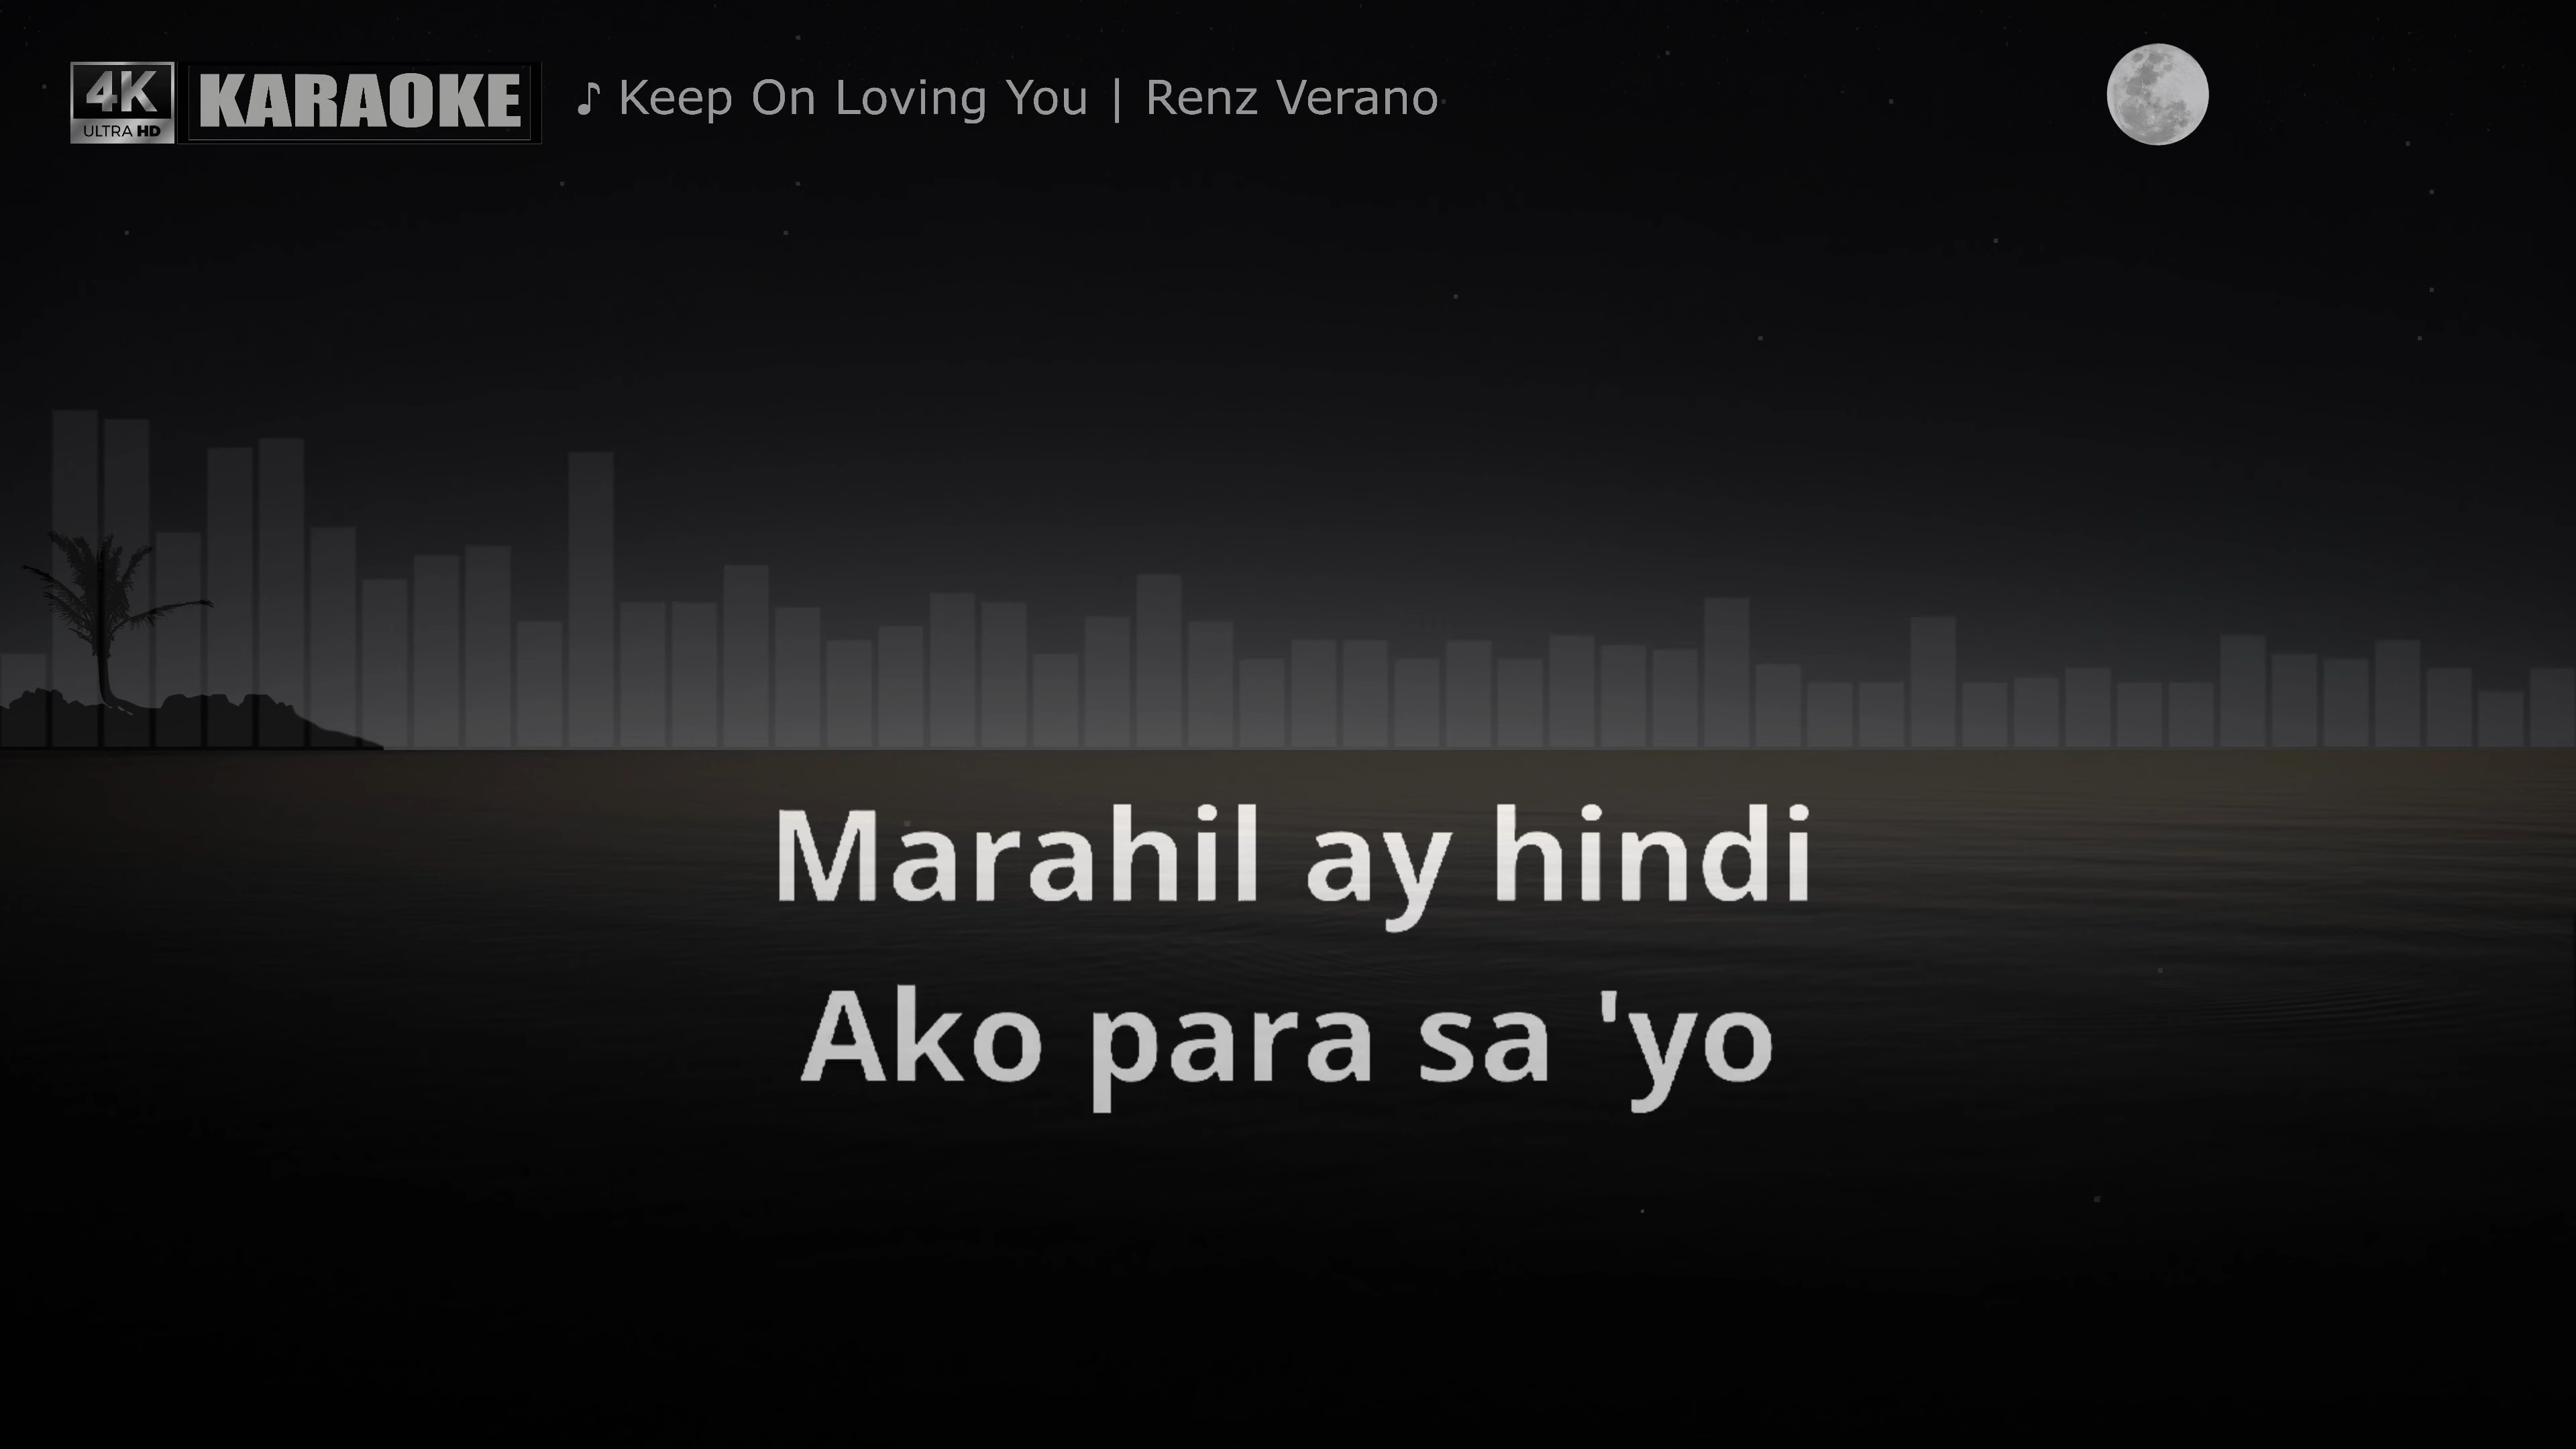 4K
ULTRA HD
KARAOKE
♪ Keep On Loving You | Renz Verano
Marahil ay hindi
Ako para sa 'yo